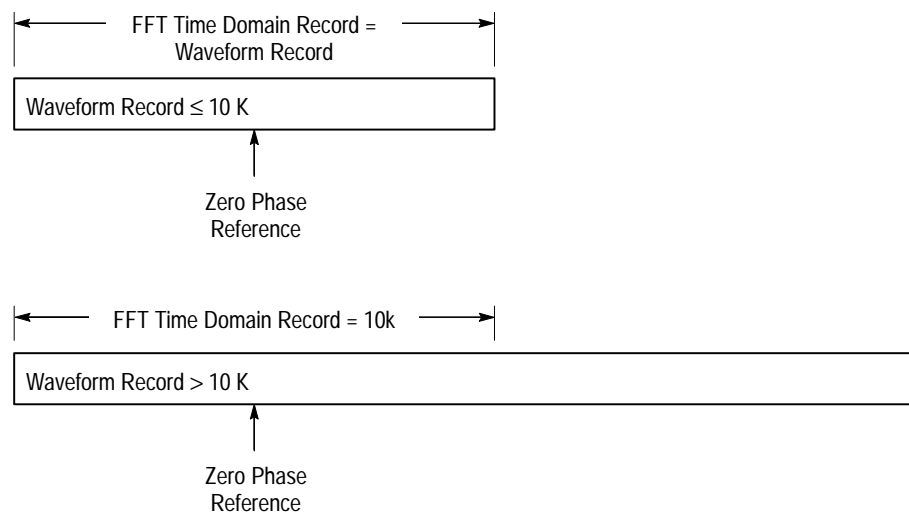 FFT Time Domain Record =
Waveform Record
Waveform Record ≤ 10 K
Zero Phase
Reference
FFT Time Domain Record = 10k
Waveform Record > 10 K
Zero Phase
Reference